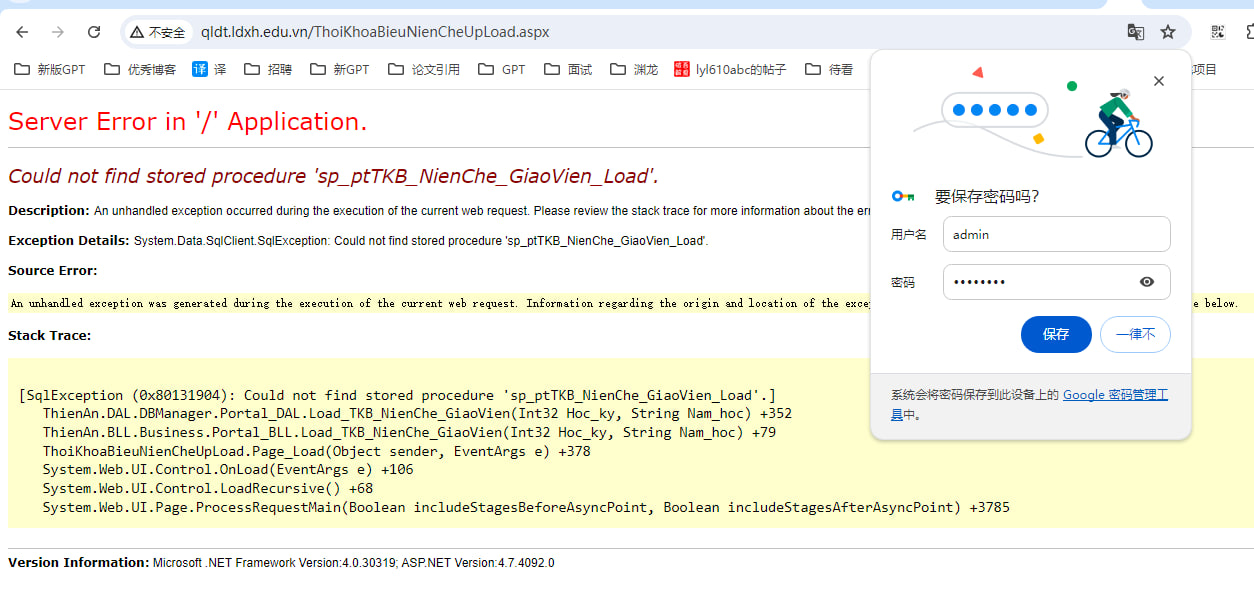 不安全 qldt.ldxh.edu.vn/ThoiKhoaBieuNienCheUpLoad.aspx
新版GPT 优秀博客 译 译 招聘 新GPT 论文引用 GPT 面试 渊龙 lyl610abc的帖子 待看 项目
Server Error in '/' Application.
Could not find stored procedure 'sp_ptTKB_NienChe_GiaoVien_Load'.
Description: An unhandled exception occurred during the execution of the current web request. Please review the stack trace for more information about the err
Exception Details: System.Data.SqlClient.SqlException: Could not find stored procedure 'sp_ptTKB_NienChe_GiaoVien_Load'.
Source Error:
An unhandled exception was generated during the execution of the current web request. Information regarding the origin and location of the excep e below.
Stack Trace:
[SqlException (0x80131904): Could not find stored procedure 'sp_ptTKB_NienChe_GiaoVien_Load'.]
ThienAn.DAL.DBManager.Portal_DAL.Load_TKB_NienChe_GiaoVien(Int32 Hoc_ky, String Nam_hoc) +352
ThienAn.BLL.Business.Portal_BLL.Load_TKB_NienChe_GiaoVien(Int32 Hoc_ky, String Nam_hoc) +79
ThoiKhoaBieuNienCheUpLoad.Page_Load(Object sender, EventArgs e) +378
System.Web.UI.Control.OnLoad(EventArgs e) +106
System.Web.UI.Control.LoadRecursive() +68
System.Web.UI.Page.ProcessRequestMain(Boolean includeStagesBeforeAsyncPoint, Boolean includeStagesAfterAsyncPoint) +3785
Version Information: Microsoft .NET Framework Version:4.0.30319; ASP.NET Version:4.7.4092.0
要保存密码吗?
用户名 admin
密码 ••••••••
保存 一律不
系统会将密码保存到此设备上的 Google 密码管理工
具中。